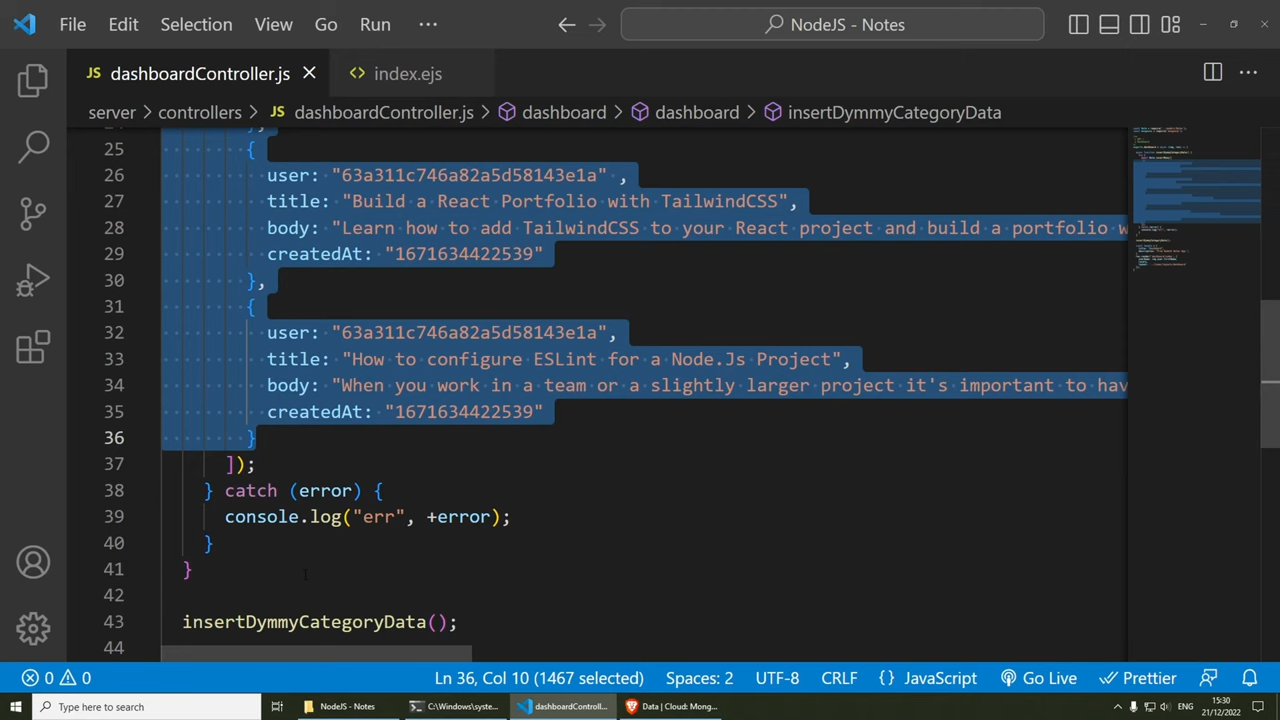 File Edit Selection View Go Run ··· NodeJS - Notes
JS dashboardController.js index.ejs
server > controllers > JS dashboardController.js > dashboard > dashboard > insertDymmyCategoryData
25 {
26 user: "63a311c746a82a5d58143e1a" ,
27 title: "Build a React Portfolio with TailwindCSS",
28 body: "Learn how to add TailwindCSS to your React project and build a portfolio w
29 createdAt: "1671634422539"
30 },
31 {
32 user: "63a311c746a82a5d58143e1a",
33 title: "How to configure ESLint for a Node.Js Project",
34 body: "When you work in a team or a slightly larger project it's important to hav
35 createdAt: "1671634422539"
36 }
37 ]);
38 } catch (error) {
39 console.log("err", +error);
40 }
41 }
42
43 insertDymmyCategoryData();
44
0 0 Ln 36, Col 10 (1467 selected) Spaces: 2 UTF-8 CRLF {} JavaScript Go Live Prettier
Type here to search NodeJS - Notes C:\Windows\syste... dashboardControll... Data | Cloud: Mong... 15:30
21/12/2022